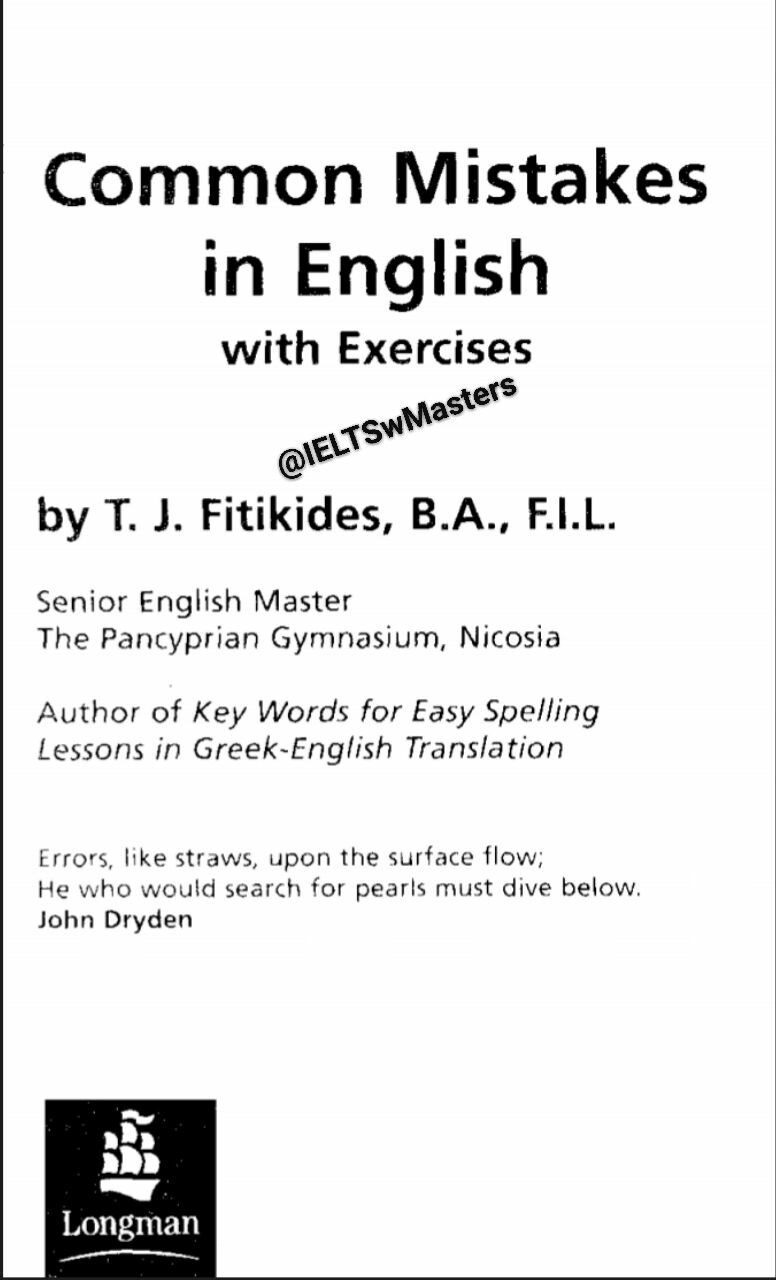 Common Mistakes
in English
with Exercises
@IELTSwMasters
by T. J. Fitikides, B.A., F.I.L.
Senior English Master
The Pancyprian Gymnasium, Nicosia
Author of Key Words for Easy Spelling
Lessons in Greek-English Translation
Errors, like straws, upon the surface flow;
He who would search for pearls must dive below.
John Dryden
Longman